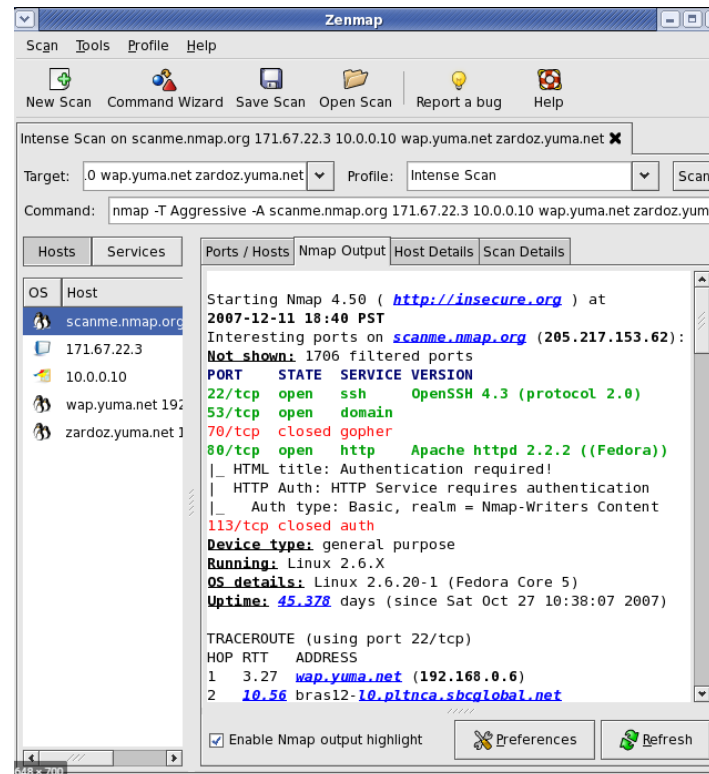 Zenmap
Scan Tools Profile Help
New Scan Command Wizard Save Scan Open Scan Report a bug Help
Intense Scan on scanme.nmap.org 171.67.22.3 10.0.0.10 wap.yuma.net zardoz.yuma.net
Target: .0 wap.yuma.net zardoz.yuma.net Profile: Intense Scan Scan
Command: nmap -T Aggressive -A scanme.nmap.org 171.67.22.3 10.0.0.10 wap.yuma.net zardoz.yum
Hosts Services
OS Host
scanme.nmap.org
171.67.22.3
10.0.0.10
wap.yuma.net 192
zardoz.yuma.net 1
Ports / Hosts Nmap Output Host Details Scan Details
Starting Nmap 4.50 ( http://insecure.org ) at
2007-12-11 18:40 PST
Interesting ports on scanme.nmap.org (205.217.153.62):
Not shown: 1706 filtered ports
PORT STATE SERVICE VERSION
22/tcp open ssh OpenSSH 4.3 (protocol 2.0)
53/tcp open domain
70/tcp closed gopher
80/tcp open http Apache httpd 2.2.2 ((Fedora))
|_ HTML title: Authentication required!
| HTTP Auth: HTTP Service requires authentication
|_ Auth type: Basic, realm = Nmap-Writers Content
113/tcp closed auth
Device type: general purpose
Running: Linux 2.6.X
OS details: Linux 2.6.20-1 (Fedora Core 5)
Uptime: 45.378 days (since Sat Oct 27 10:38:07 2007)
TRACEROUTE (using port 22/tcp)
HOP RTT ADDRESS
1 3.27 wap.yuma.net (192.168.0.6)
2 10.56 bras12-l0.pltnca.sbcglobal.net
Enable Nmap output highlight Preferences Refresh
648 x 700